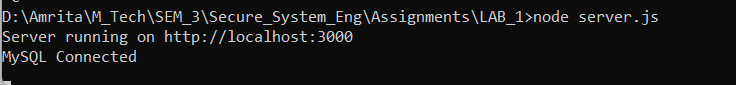 D:\Amrita\M_Tech\SEM_3\Secure_System_Eng\Assignments\LAB_1>node server.js
Server running on http://localhost:3000
MySQL Connected